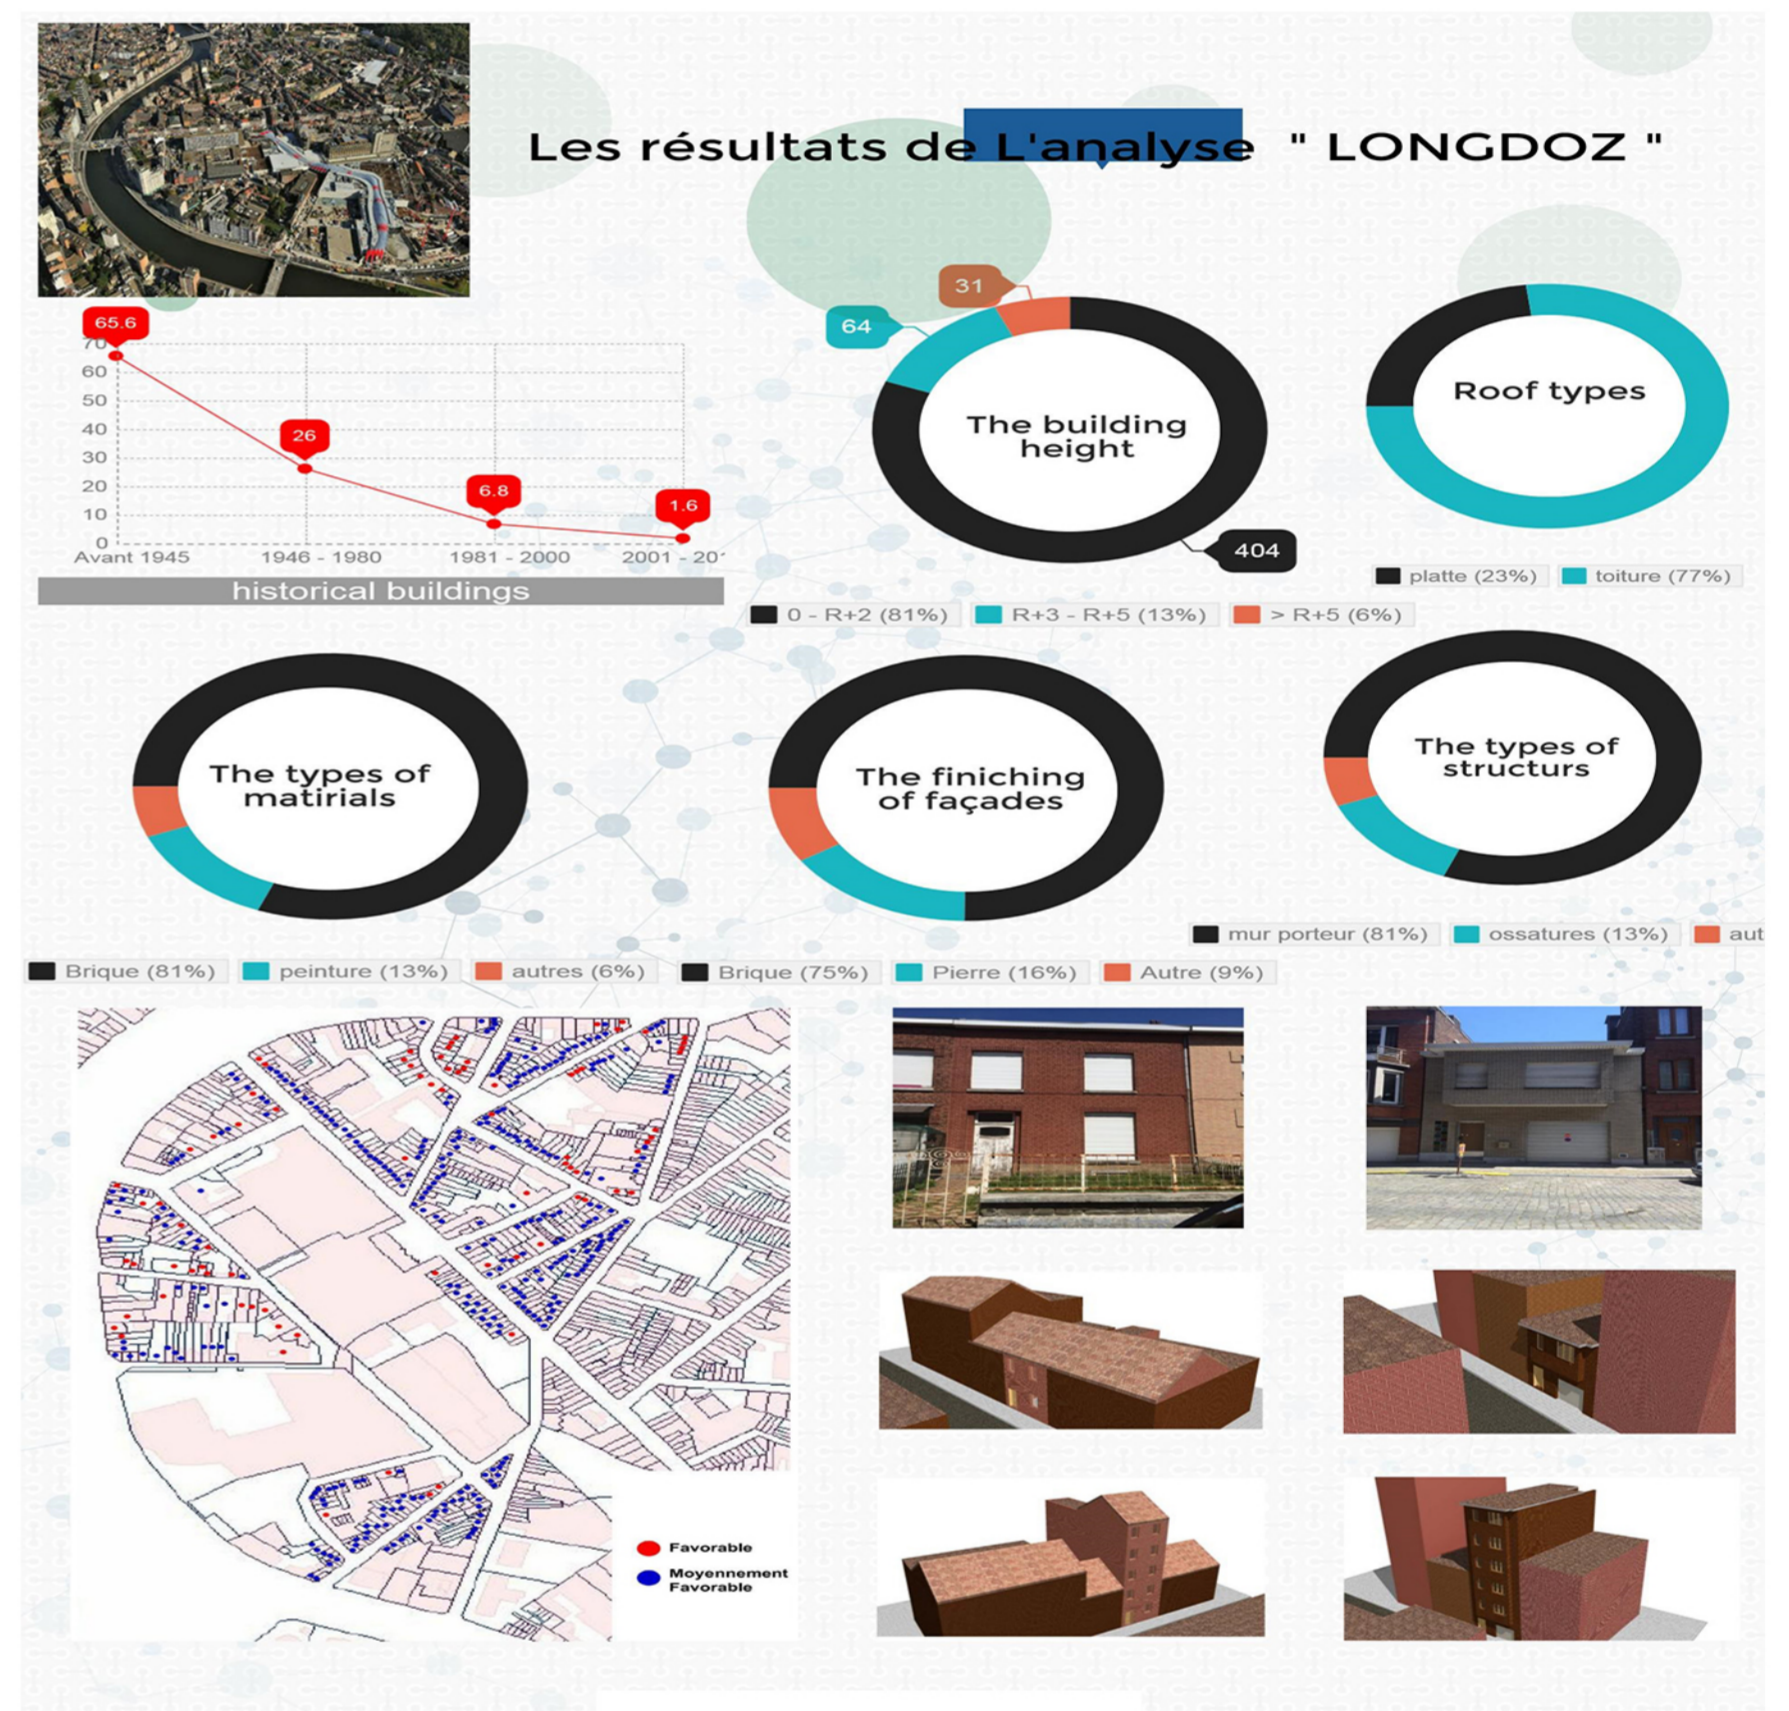 Les résultats de L'analyse " LONGDOZ "
65.6
70
60
50
40
30
20
10
0
26
6.8
1.6
Avant 1945
1946 - 1980
1981 - 2000
2001 - 20
historical buildings
31
64
404
The building
height
0 - R+2 (81%)
R+3 - R+5 (13%)
> R+5 (6%)
Roof types
platte (23%)
toiture (77%)
The types of
matirials
Brique (81%)
peinture (13%)
autres (6%)
The finiching
of façades
Brique (75%)
Pierre (16%)
Autre (9%)
The types of
structurs
mur porteur (81%)
ossatures (13%)
aut
Favorable
Moyennement
Favorable